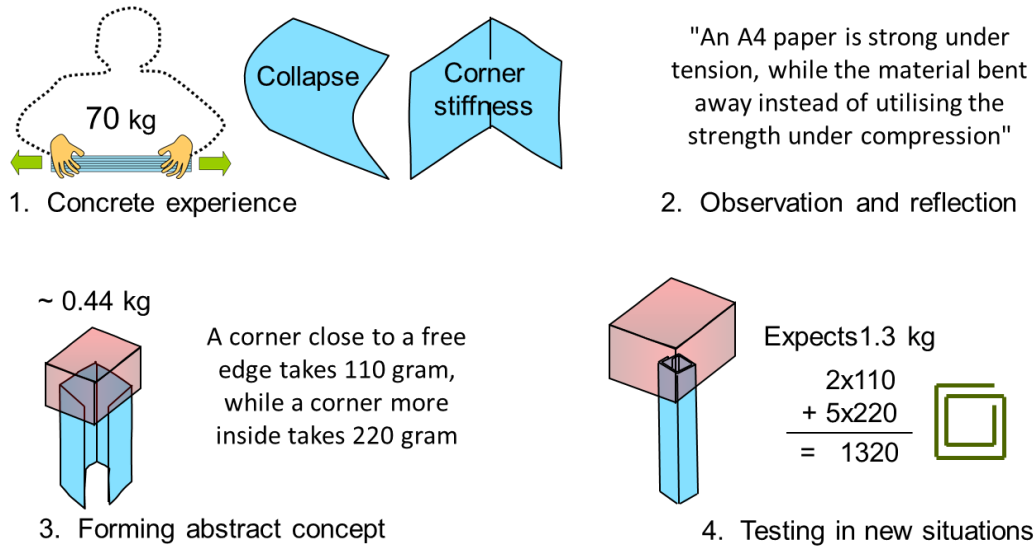 70 kg
Collapse
Corner
stiffness
1. Concrete experience
"An A4 paper is strong under
tension, while the material bent
away instead of utilising the
strength under compression"
2. Observation and reflection
~ 0.44 kg
A corner close to a free
edge takes 110 gram,
while a corner more
inside takes 220 gram
3. Forming abstract concept
Expects1.3 kg
2x110
+ 5x220
= 1320
4. Testing in new situations